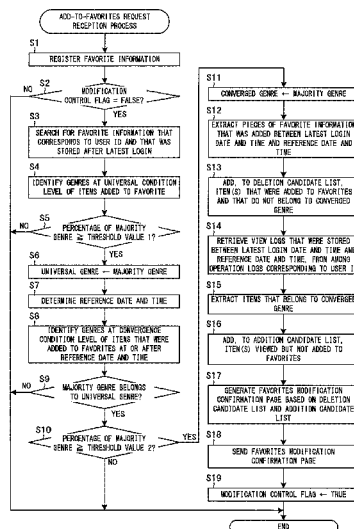 ADD-TO-FAVORITES REQUEST
RECEPTION PROCESS
S1
REGISTER FAVORITE INFORMATION
S2
NO
MODIFICATION
CONTROL FLAG = FALSE?
YES
S3
SEARCH FOR FAVORITE INFORMATION THAT
CORRESPONDS TO USER ID AND THAT WAS
STORED AFTER LATEST LOGIN
S4
IDENTIFY GENRES AT UNIVERSAL CONDITION
LEVEL OF ITEMS ADDED TO FAVORITE
S5
NO
PERCENTAGE OF MAJORITY
GENRE ≧ THRESHOLD VALUE 1?
YES
S6
UNIVERSAL GENRE ← MAJORITY GENRE
S7
DETERMINE REFERENCE DATE AND TIME
S8
IDENTIFY GENRES AT CONVERGENCE
CONDITION LEVEL OF ITEMS THAT WERE
ADDED TO FAVORITES AT OR AFTER
REFERENCE DATE AND TIME
S9
NO
MAJORITY GENRE BELONGS
TO UNIVERSAL GENRE?
YES
S10
PERCENTAGE OF MAJORITY
GENRE ≧ THRESHOLD VALUE 2?
YES
NO
S11
CONVERGED GENRE ← MAJORITY GENRE
S12
EXTRACT PIECES OF FAVORITE INFORMATION
THAT WAS ADDED BETWEEN LATEST LOGIN
DATE AND TIME AND REFERENCE DATE AND
TIME
S13
ADD, TO DELETION CANDIDATE LIST,
ITEM(S) THAT WERE ADDED TO FAVORITES
AND THAT DO NOT BELONG TO CONVERGED
GENRE
S14
RETRIEVE VIEW LOGS THAT WERE STORED
BETWEEN LATEST LOGIN DATE AND TIME AND
REFERENCE DATE AND TIME, FROM AMONG
OPERATION LOGS CORRESPONDING TO USER ID
S15
EXTRACT ITEMS THAT BELONG TO CONVERGED
GENRE
S16
ADD, TO ADDITION CANDIDATE LIST,
ITEM(S) VIEWED BUT NOT ADDED TO
FAVORITES
S17
GENERATE FAVORITES MODIFICATION
CONFIRMATION PAGE BASED ON DELETION
CANDIDATE LIST AND ADDITION CANDIDATE
LIST
S18
SEND FAVORITES MODIFICATION
CONFIRMATION PAGE
S19
MODIFICATION CONTROL FLAG ← TRUE
END